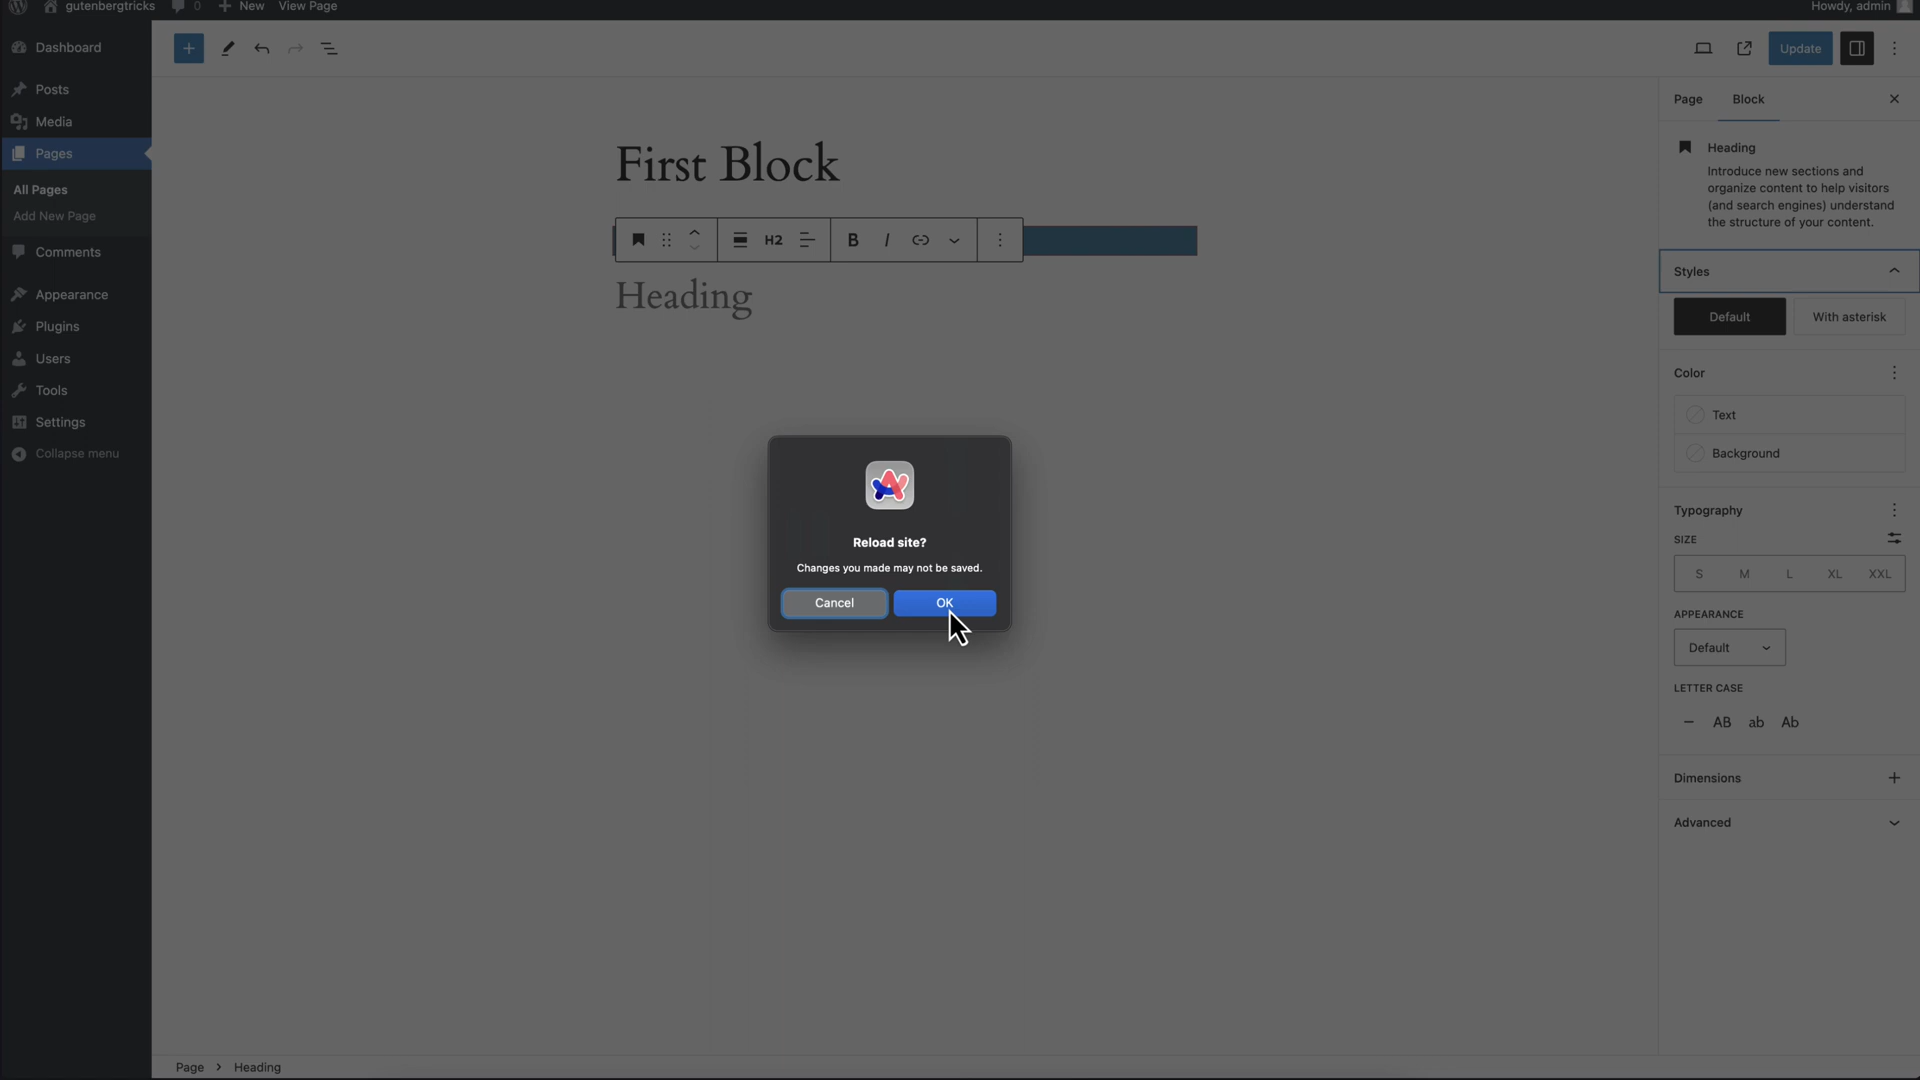 gutenbergtricks 0 New View Page Howdy, admin
Dashboard
Posts
Media
Pages
All Pages
Add New Page
Comments
Appearance
Plugins
Users
Tools
Settings
Collapse menu
Update
First Block
H2 B I
Heading
Reload site?
Changes you made may not be saved.
Cancel OK
Page Block
Heading
Introduce new sections and
organize content to help visitors
(and search engines) understand
the structure of your content.
Styles
Default With asterisk
Color
Text
Background
Typography
SIZE
S M L XL XXL
APPEARANCE
Default
LETTER CASE
— AB ab Ab
Dimensions
Advanced
Page > Heading